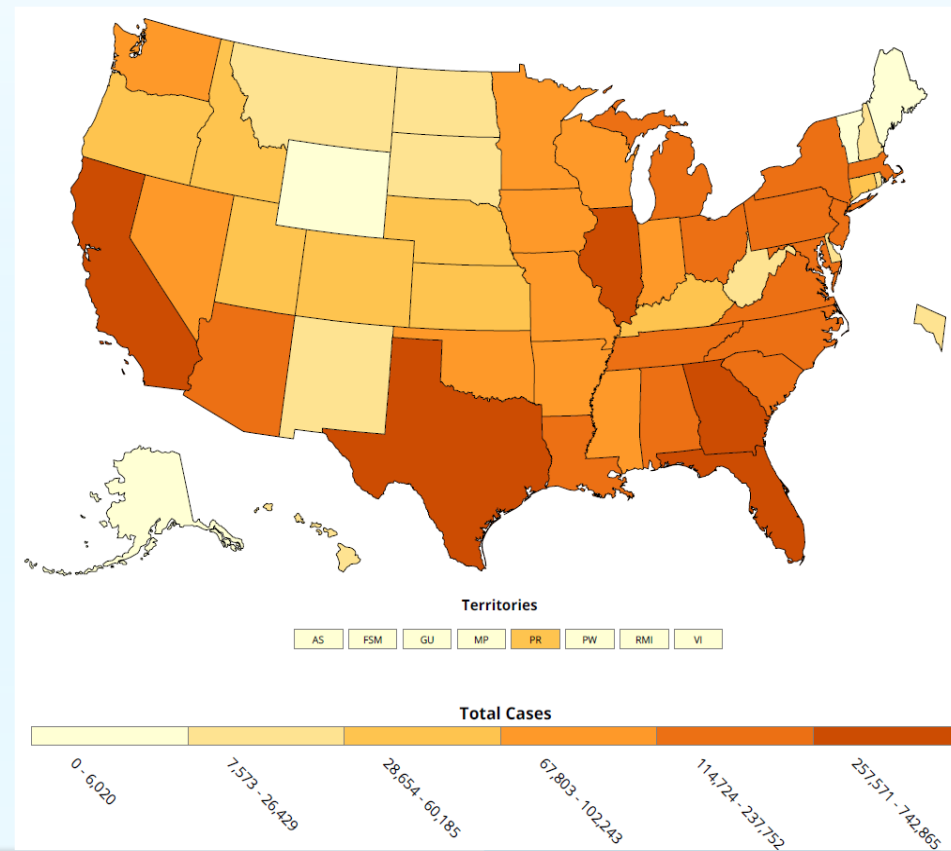 Territories
AS FSM GU MP PR PW RMI VI
Total Cases
0 - 6,020
7,573 - 26,429
28,654 - 60,185
67,803 - 102,243
114,724 - 237,752
257,571 - 742,865